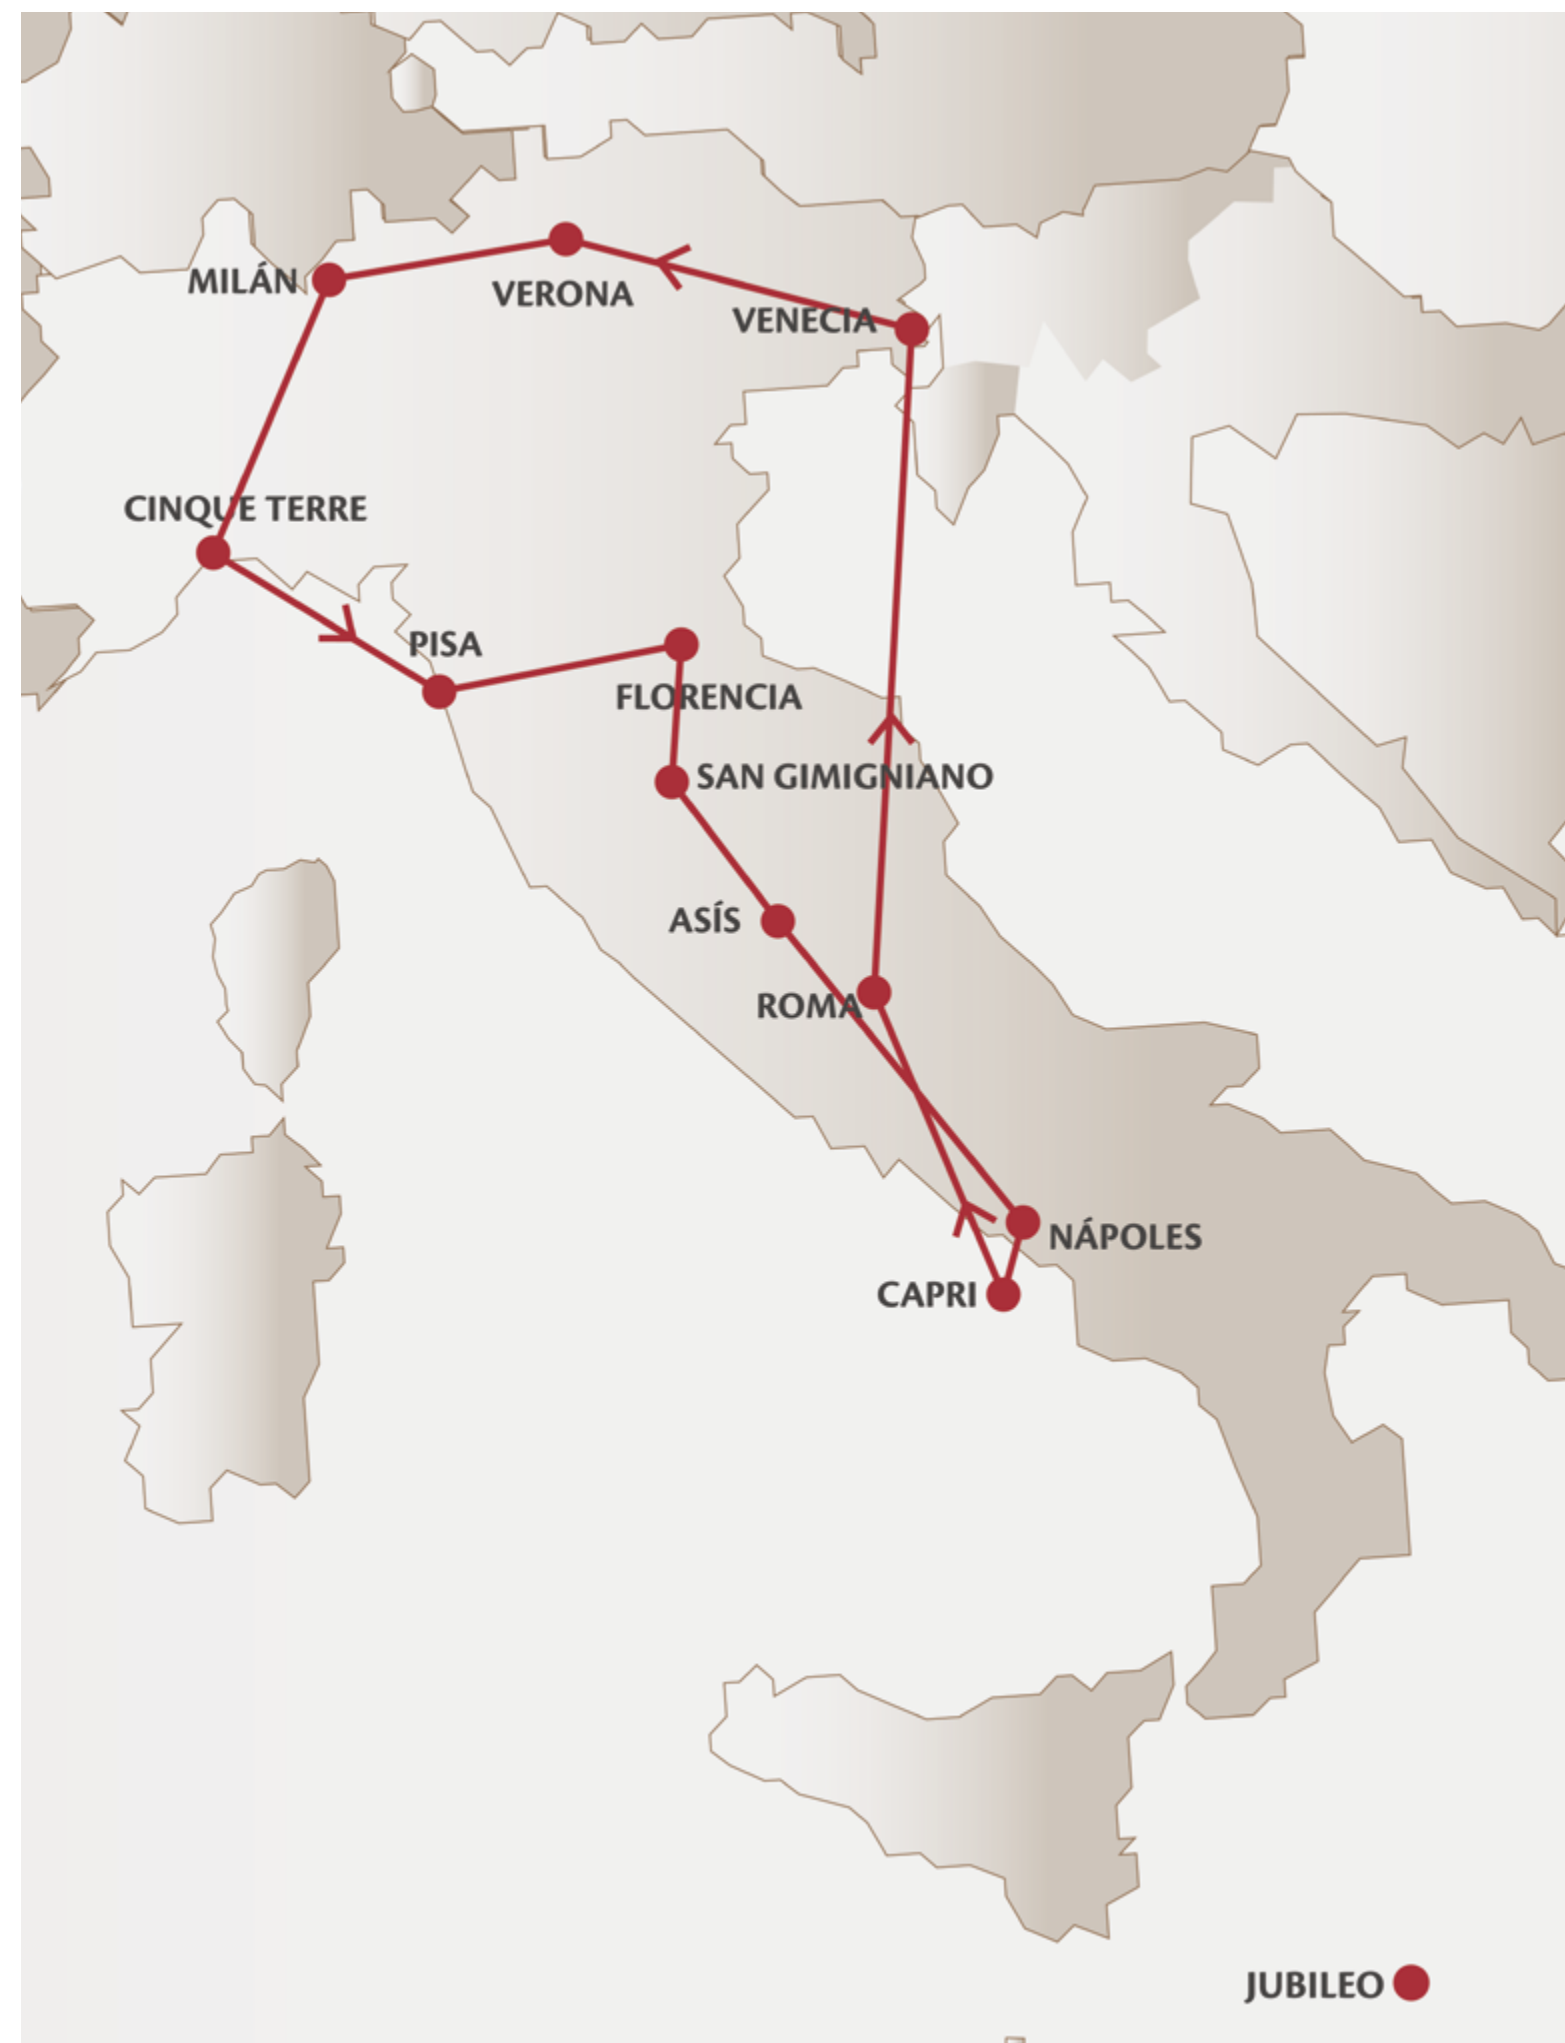 MILÁN
VERONA
VENECIA
CINQUE TERRE
PISA
FLORENCIA
SAN GIMIGNIANO
ASÍS
ROMA
NÁPOLES
CAPRI
JUBILEO